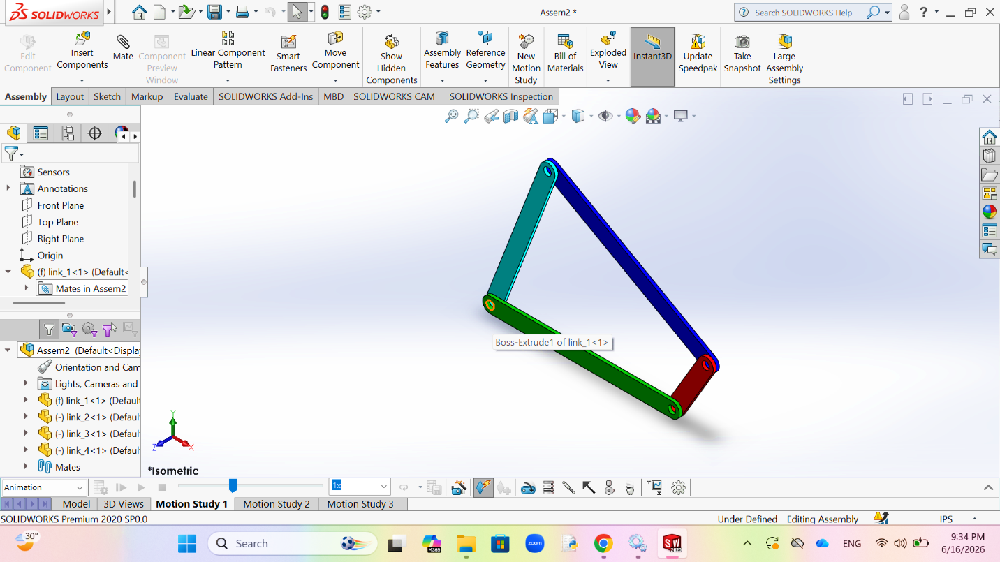 SOLIDWORKS
Assem2 *
Search SOLIDWORKS Help
?
Edit Component
Insert Components
Mate
Component Preview Window
Linear Component Pattern
Smart Fasteners
Move Component
Show Hidden Components
Assembly Features
Reference Geometry
New Motion Study
Bill of Materials
Exploded View
Instant3D
Update Speedpak
Take Snapshot
Large Assembly Settings
Assembly Layout Sketch Markup Evaluate SOLIDWORKS Add-Ins MBD SOLIDWORKS CAM SOLIDWORKS Inspection
Sensors
Annotations
Front Plane
Top Plane
Right Plane
Origin
(f) link_1<1> (Default<
Mates in Assem2
Assem2 (Default<Displa
Orientation and Cam
Lights, Cameras and
(f) link_1<1> (Defaul
(-) link_2<1> (Defaul
(-) link_3<1> (Defaul
(-) link_4<1> (Defaul
Mates
Boss-Extrude1 of link_1<1>
Y
Z
X
*Isometric
Animation
1x
Model 3D Views Motion Study 1 Motion Study 2 Motion Study 3
SOLIDWORKS Premium 2020 SP0.0
Under Defined Editing Assembly IPS
30°
Search
M365
zoom
SW
2020
ENG
9:34 PM
6/16/2026